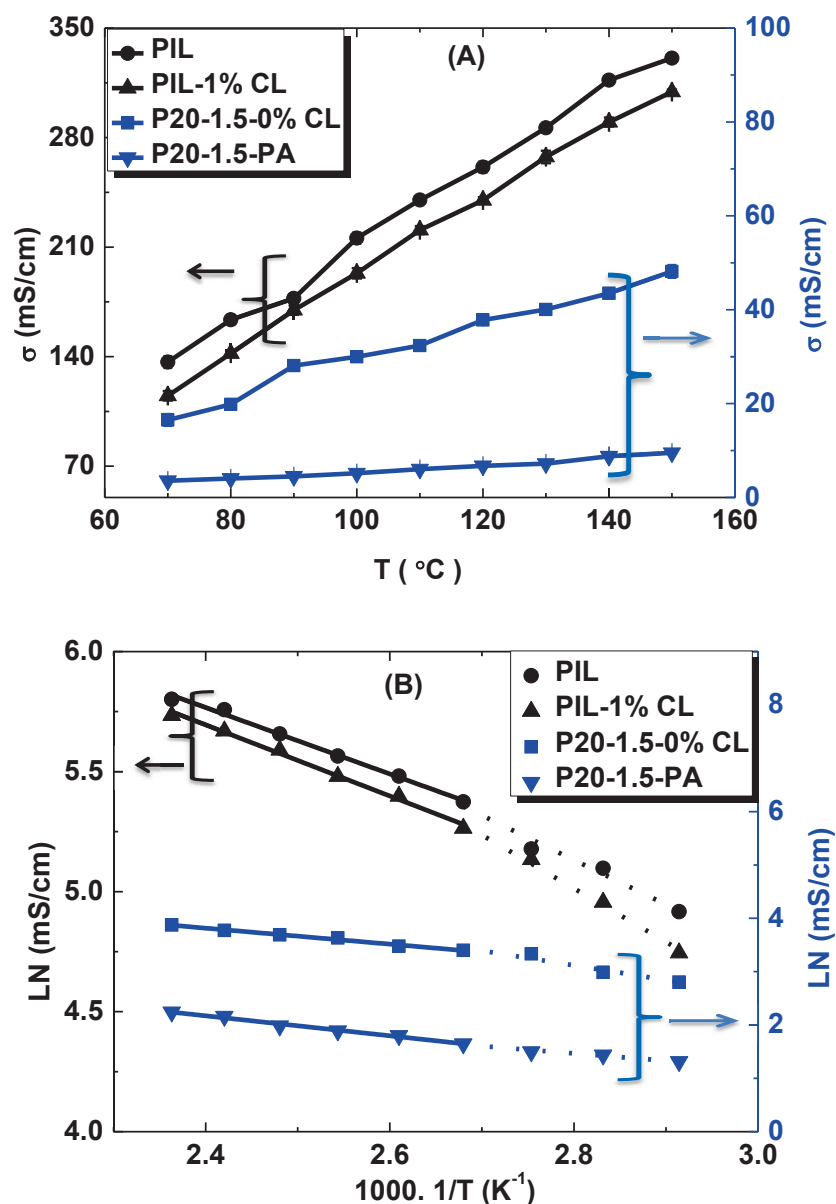 350
280
210
140
70
σ (mS/cm)
PIL
PIL-1% CL
P20-1.5-0% CL
P20-1.5-PA
(A)
100
80
60
40
20
0
σ (mS/cm)
60 80 100 120 140 160
T ( °C )
6.0
5.5
5.0
4.5
4.0
LN (mS/cm)
(B)
PIL
PIL-1% CL
P20-1.5-0% CL
P20-1.5-PA
8
6
4
2
0
LN (mS/cm)
2.4 2.6 2.8 3.0
1000. 1/T (K-1)